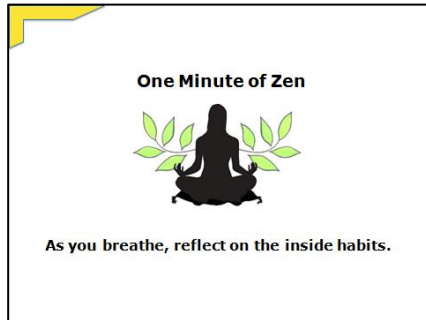 One Minute of Zen
As you breathe, reflect on the inside habits.